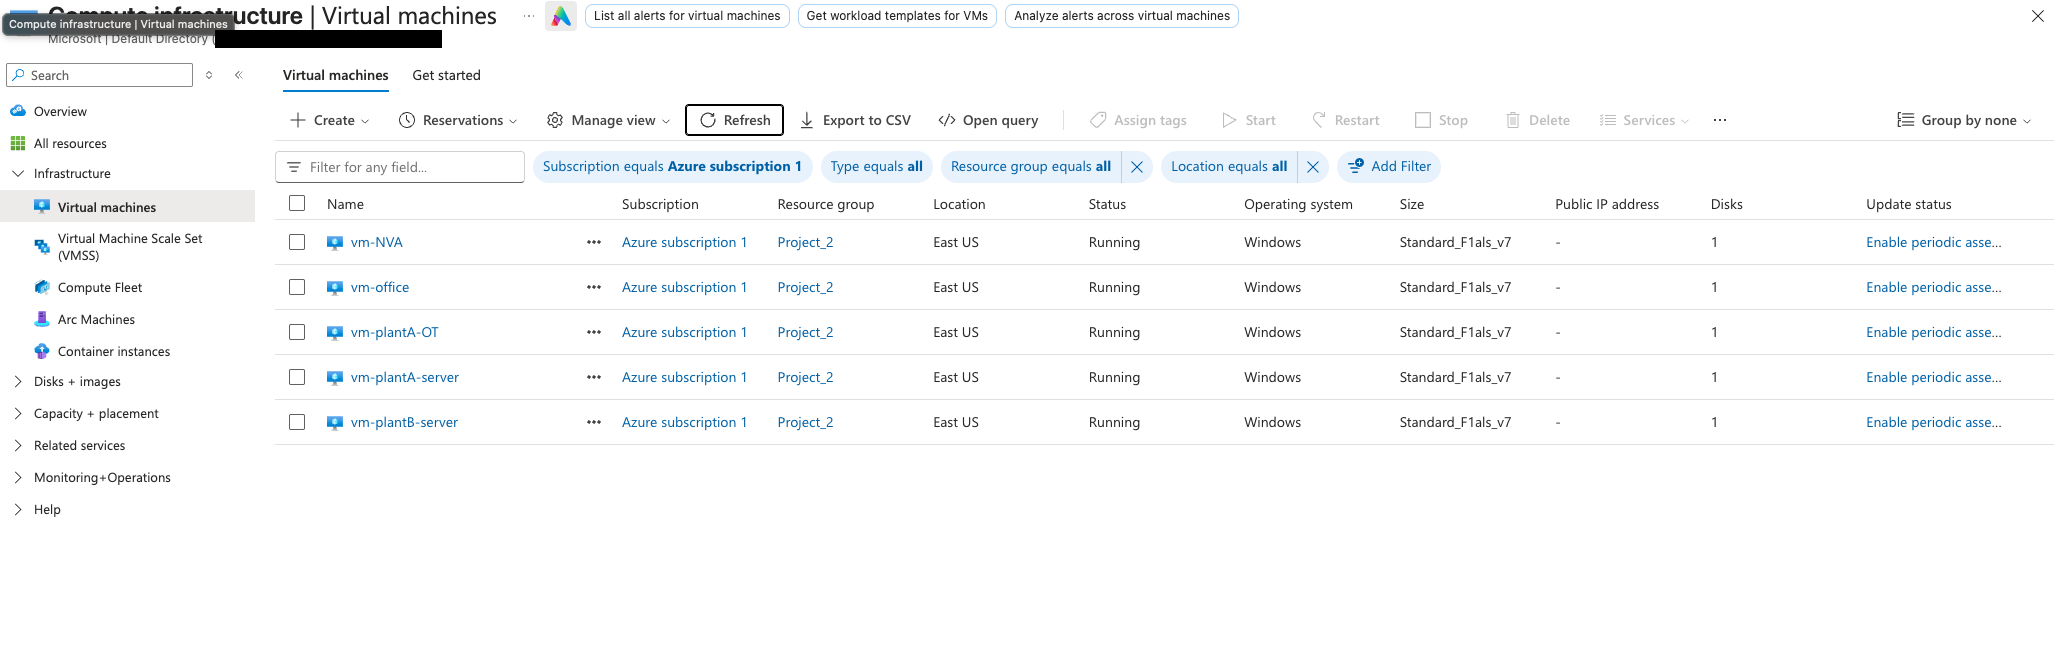 Compute infrastructure | Virtual machines
Compute infrastructure | Virtual machines
Microsoft | Default Directory (
List all alerts for virtual machines
Get workload templates for VMs
Analyze alerts across virtual machines
Search
Overview
All resources
Infrastructure
Virtual machines
Virtual Machine Scale Set
(VMSS)
Compute Fleet
Arc Machines
Container instances
Disks + images
Capacity + placement
Related services
Monitoring+Operations
Help
Virtual machines Get started
Create Reservations Manage view Refresh Export to CSV Open query Assign tags Start Restart Stop Delete Services ... Group by none
Filter for any field... Subscription equals Azure subscription 1 Type equals all Resource group equals all Location equals all Add Filter
Name Subscription Resource group Location Status Operating system Size Public IP address Disks Update status
vm-NVA ••• Azure subscription 1 Project_2 East US Running Windows Standard_F1als_v7 - 1 Enable periodic asse...
vm-office ••• Azure subscription 1 Project_2 East US Running Windows Standard_F1als_v7 - 1 Enable periodic asse...
vm-plantA-OT ••• Azure subscription 1 Project_2 East US Running Windows Standard_F1als_v7 - 1 Enable periodic asse...
vm-plantA-server ••• Azure subscription 1 Project_2 East US Running Windows Standard_F1als_v7 - 1 Enable periodic asse...
vm-plantB-server ••• Azure subscription 1 Project_2 East US Running Windows Standard_F1als_v7 - 1 Enable periodic asse...